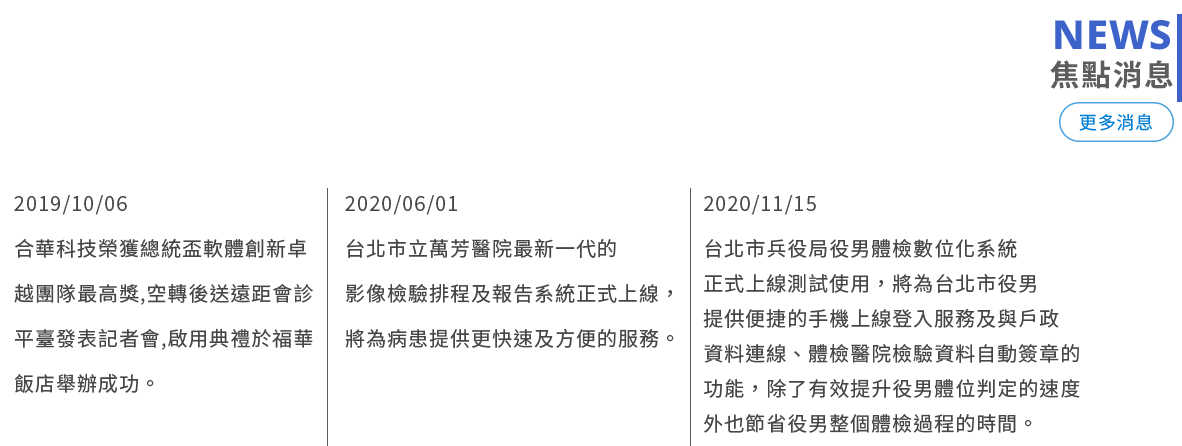 NEWS
焦點消息
更多消息
2019/10/06
合華科技榮獲總統盃軟體創新卓
越團隊最高獎,空轉後送遠距會診
平臺發表記者會,啟用典禮於福華
飯店舉辦成功。
2020/06/01
台北市立萬芳醫院最新一代的
影像檢驗排程及報告系統正式上線，
將為病患提供更快速及方便的服務。
2020/11/15
台北市兵役局役男體檢數位化系統
正式上線測試使用，將為台北市役男
提供便捷的手機上線登入服務及與戶政
資料連線、體檢醫院檢驗資料自動簽章的
功能，除了有效提升役男體位判定的速度
外也節省役男整個體檢過程的時間。